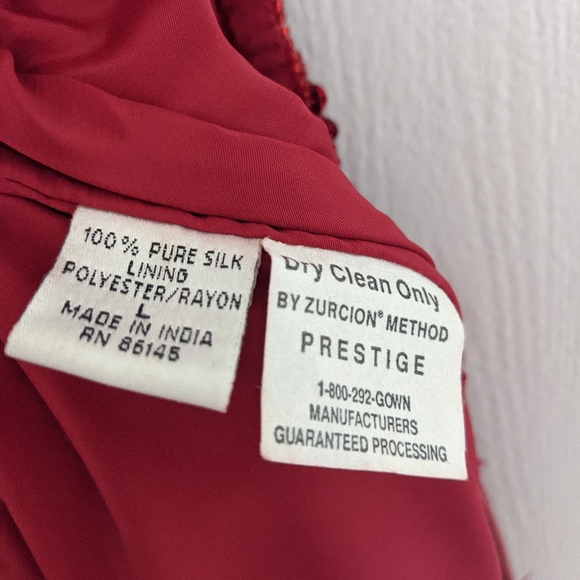 100% PURE SILK
LINING
POLYESTER/RAYON
L
MADE IN INDIA
RN 86145
Dry Clean Only
BY ZURCION® METHOD
PRESTIGE
1-800-292-GOWN
MANUFACTURERS
GUARANTEED PROCESSING